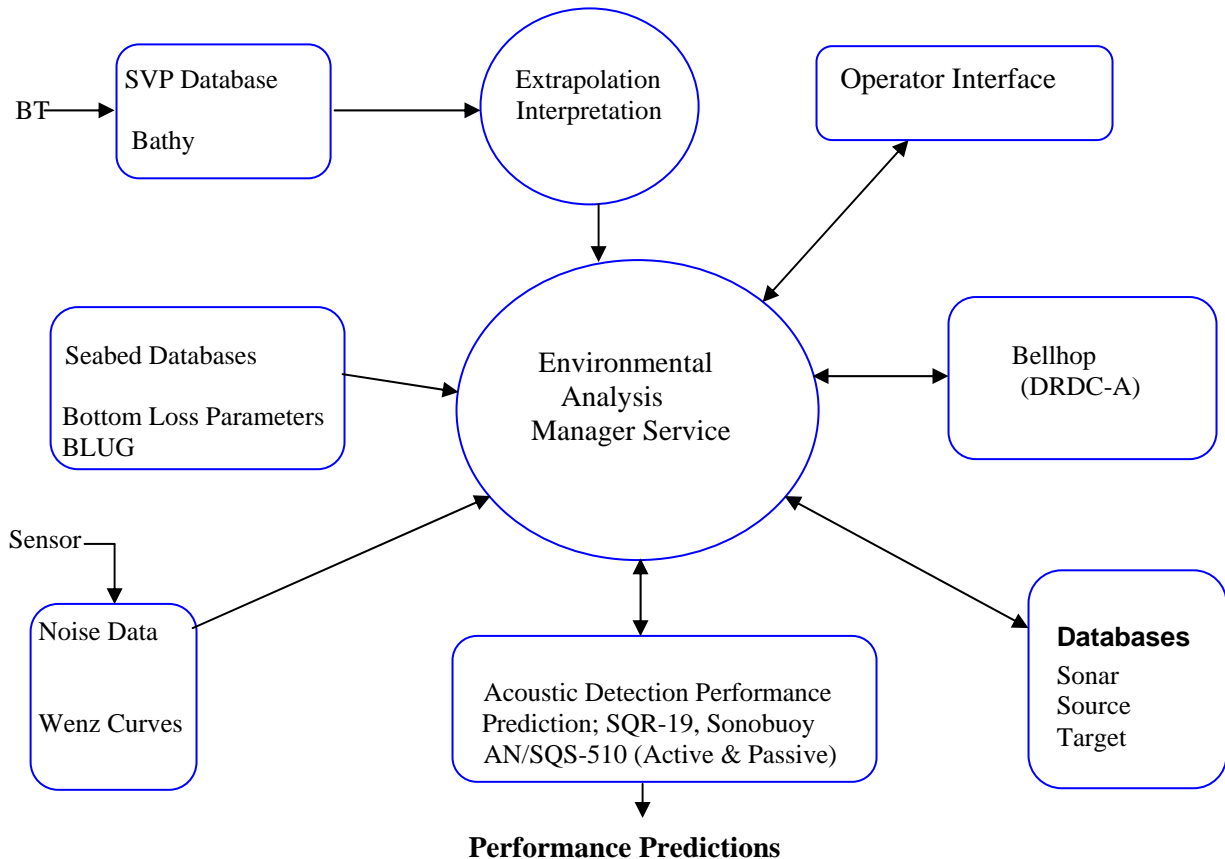 BT
SVP Database
Bathy
Extrapolation
Interpretation
Operator Interface
Seabed Databases
Bottom Loss Parameters
BLUG
Environmental
Analysis
Manager Service
Bellhop
(DRDC-A)
Sensor
Noise Data
Wenz Curves
Acoustic Detection Performance
Prediction; SQR-19, Sonobuoy
AN/SQS-510 (Active & Passive)
Databases
Sonar
Source
Target
Performance Predictions